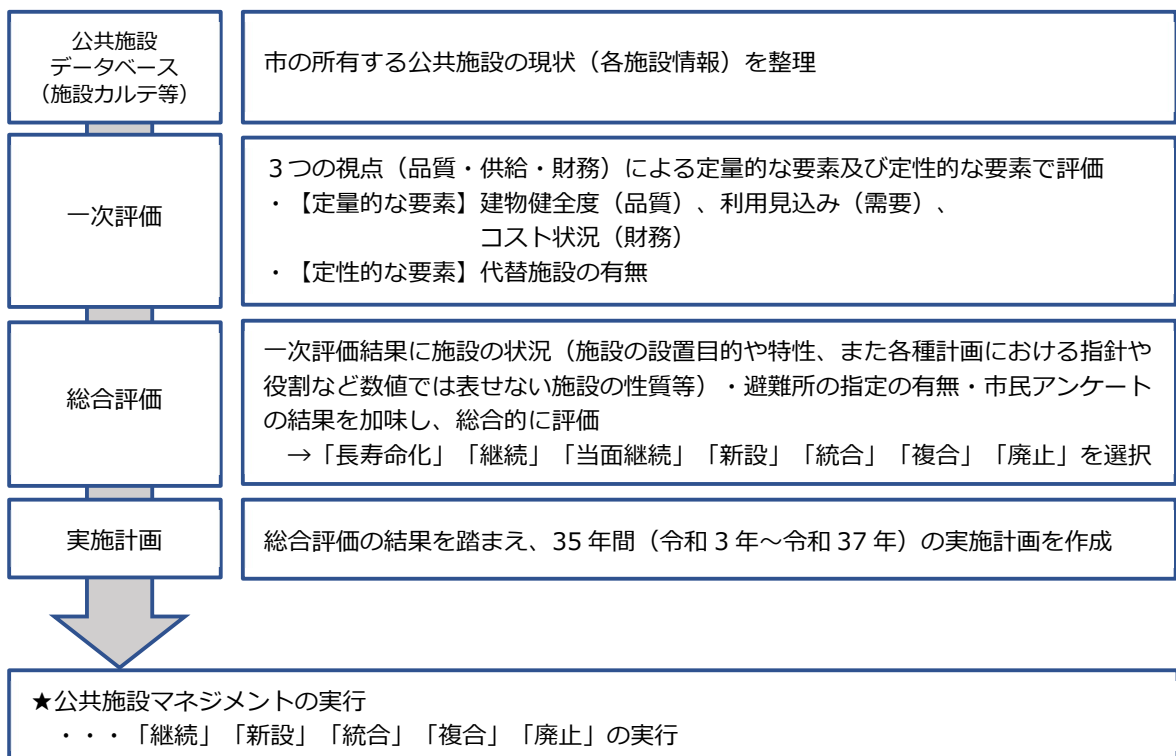 公共施設
データベース
（施設カルテ等）
市の所有する公共施設の現状（各施設情報）を整理
一次評価
３つの視点（品質・供給・財務）による定量的な要素及び定性的な要素で評価
・【定量的な要素】建物健全度（品質）、利用見込み（需要）、
コスト状況（財務）
・【定性的な要素】代替施設の有無
総合評価
一次評価結果に施設の状況（施設の設置目的や特性、また各種計画における指針や
役割など数値では表せない施設の性質等）・避難所の指定の有無・市民アンケート
の結果を加味し、総合的に評価
→「長寿命化」「継続」「当面継続」「新設」「統合」「複合」「廃止」を選択
実施計画
総合評価の結果を踏まえ、35 年間（令和 3 年～令和 37 年）の実施計画を作成
★公共施設マネジメントの実行
・・・「継続」「新設」「統合」「複合」「廃止」の実行